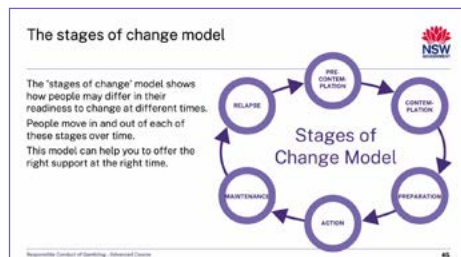 The stages of change model
NSW
GOVERNMENT
The 'stages of change' model shows
how people may differ in their
readiness to change at different times.
People move in and out of each of
these stages over time.
This model can help you to offer the
right support at the right time.
PRE-
CONTEM-
PLATION
CONTEM-
PLATION
PREPARATION
ACTION
MAINTENANCE
RELAPSE
Stages of
Change Model
Responsible Conduct of Gambling - Advanced Course
45